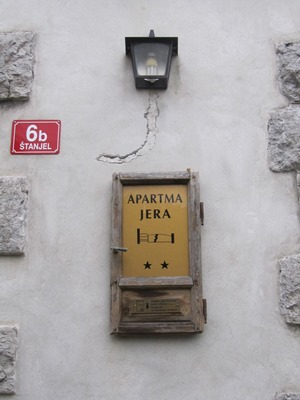 6b
ŠTANJEL
APARTMA
JERA
★ ★